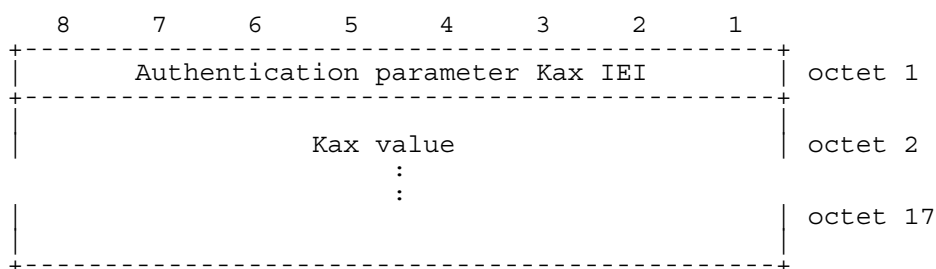 8 7 6 5 4 3 2 1
Authentication parameter Kax IEI octet 1
Kax value octet 2
:
:
octet 17